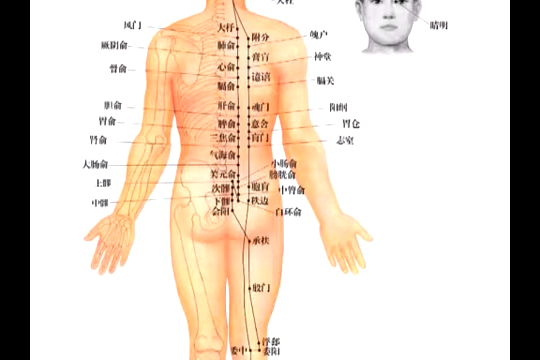 大杼
晴明
风门
大杼
附分
魄户
厥阴俞
肺俞
膏肓
神堂
督俞
心俞
譩譆
膈俞
膈关
胆俞
肝俞
魂门
阳纲
胃俞
脾俞
意舍
胃仓
肾俞
三焦俞
肓门
志室
气海俞
大肠俞
小肠俞
关元俞
膀胱俞
上髎
次髎
胞肓
中膂俞
中髎
下髎
秩边
会阳
白环俞
承扶
殷门
浮郄
委中
委阳